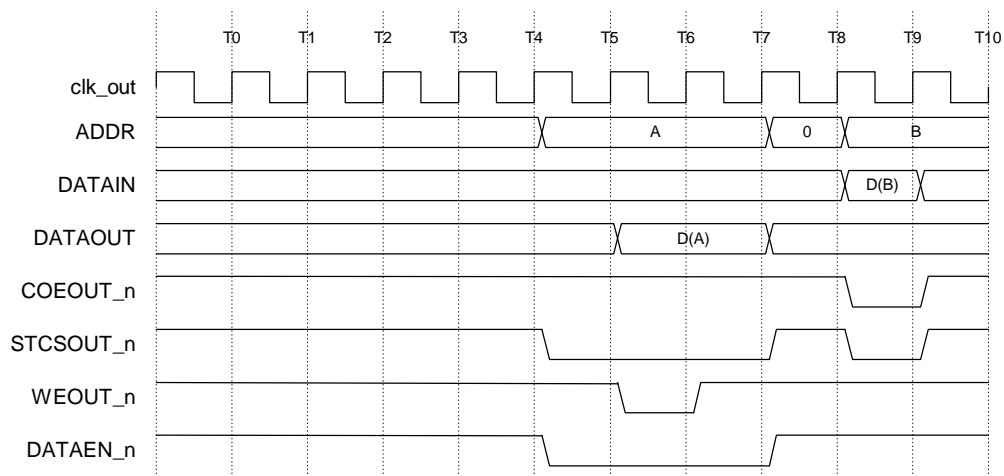 T0 T1 T2 T3 T4 T5 T6 T7 T8 T9 T10
clk_out
ADDR A 0 B
DATAIN D(B)
DATAOUT D(A)
COEOUT_n
STCSOUT_n
WEOUT_n
DATAEN_n